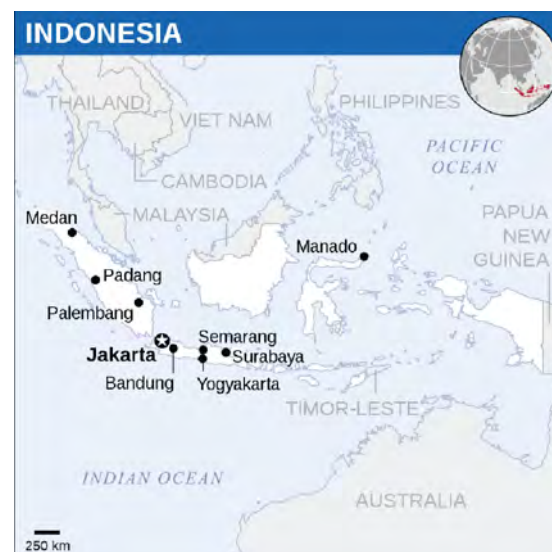 INDONESIA
THAILAND
PHILIPPINES
VIET NAM
PACIFIC
OCEAN
CAMBODIA
MALAYSIA
PAPUA
NEW
GUINEA
Medan
Manado
Padang
Palembang
Semarang
Jakarta
Surabaya
Bandung
Yogyakarta
TIMOR-LESTE
INDIAN OCEAN
AUSTRALIA
250 km